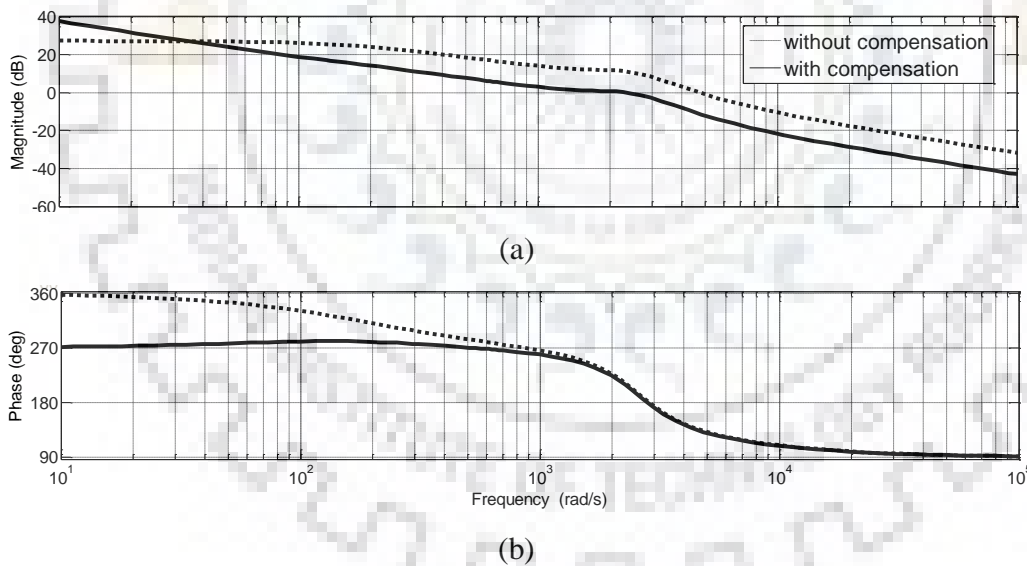 40
20
0
-20
-40
-60
Magnitude (dB)
without compensation
with compensation
(a)
360
270
180
90
Phase (deg)
10^1
10^2
10^3
10^4
10^5
Frequency (rad/s)
(b)